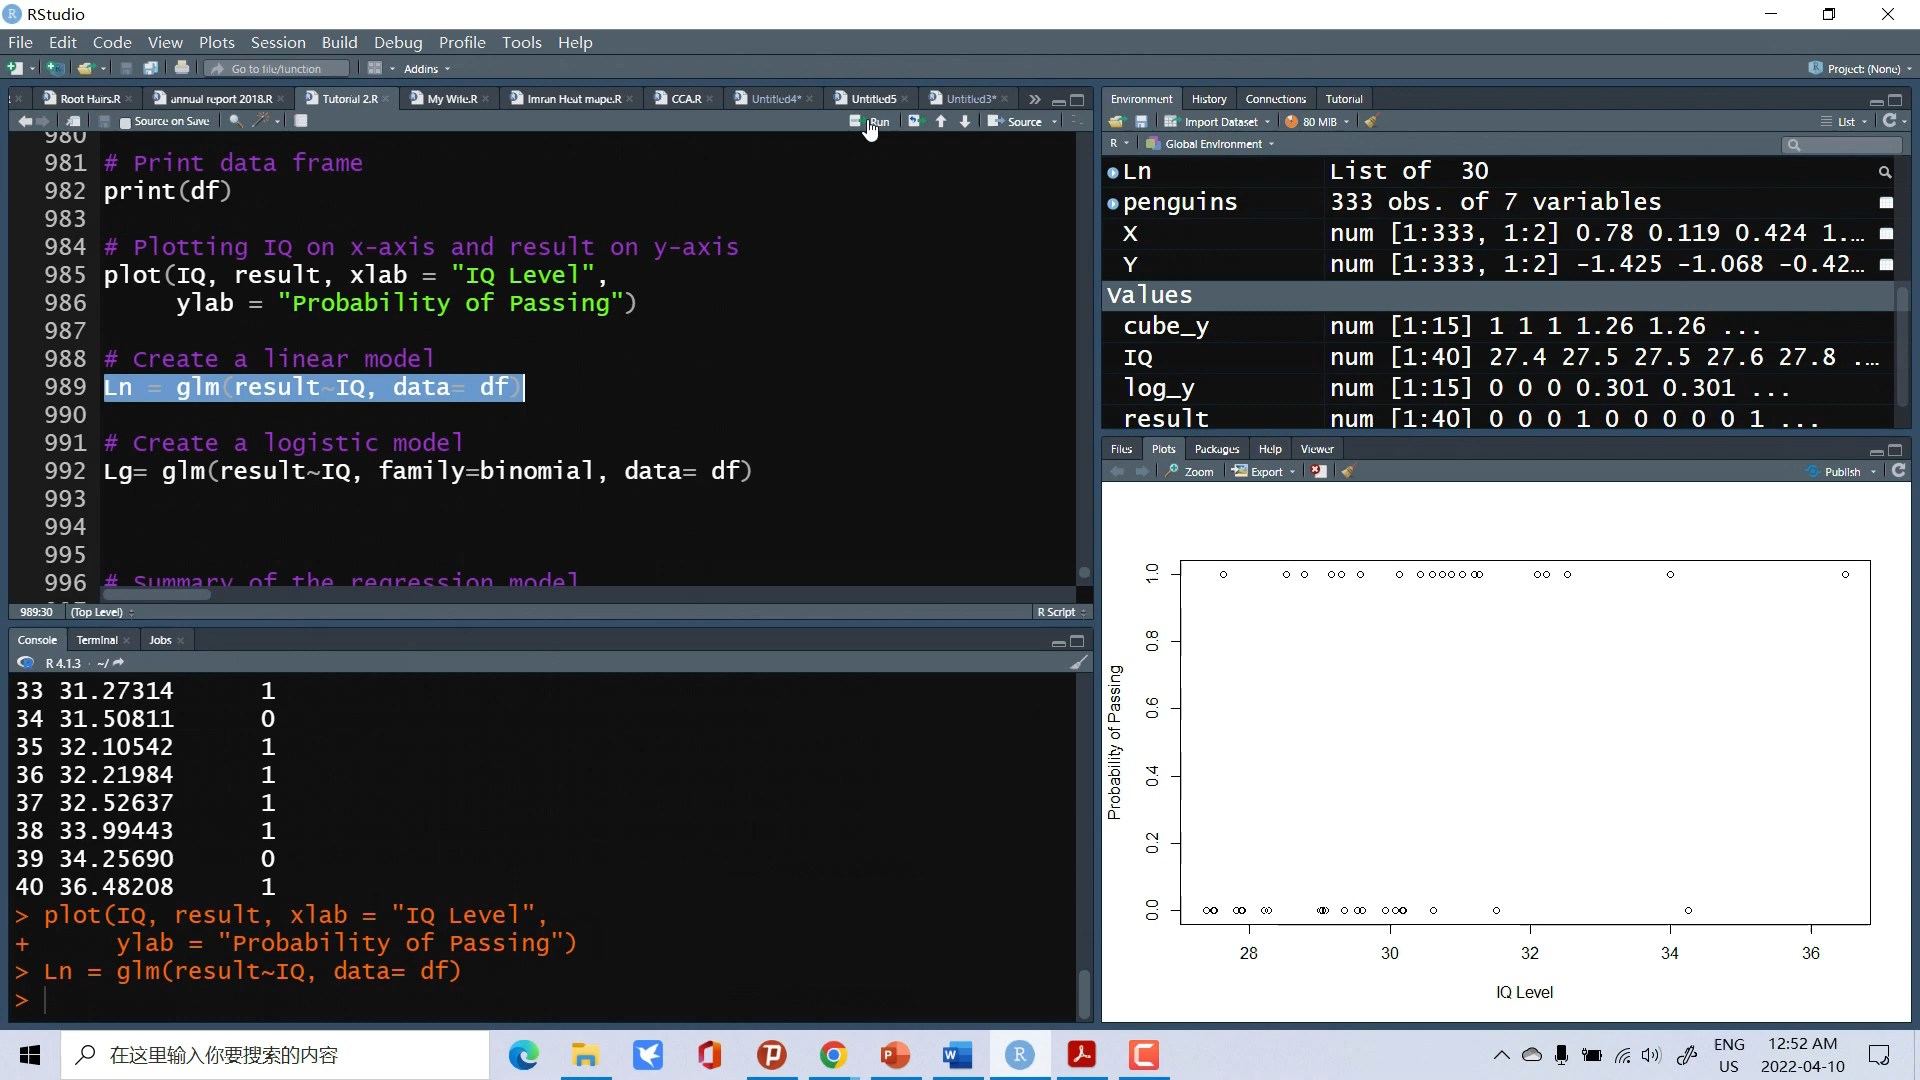 RStudio
File Edit Code View Plots Session Build Debug Profile Tools Help
Go to file/function Addins Project: (None)
Root Hairs.R annual report 2018.R Tutorial 2.R My Wife.R Imran Heat mape.R CCA.R Untitled4* Untitled5 Untitled3*
Source on Save Run Source
980
981 # Print data frame
982 print(df)
983
984 # Plotting IQ on x-axis and result on y-axis
985 plot(IQ, result, xlab = "IQ Level",
986 ylab = "Probability of Passing")
987
988 # Create a linear model
989 Ln = glm(result~IQ, data= df)
990
991 # Create a logistic model
992 Lg= glm(result~IQ, family=binomial, data= df)
993
994
995
996 # Summary of the regression model
989:30 (Top Level) R Script
Console Terminal Jobs
R 4.1.3 · ~/
33 31.27314 1
34 31.50811 0
35 32.10542 1
36 32.21984 1
37 32.52637 1
38 33.99443 1
39 34.25690 0
40 36.48208 1
> plot(IQ, result, xlab = "IQ Level",
+ ylab = "Probability of Passing")
> Ln = glm(result~IQ, data= df)
>
Environment History Connections Tutorial
Import Dataset 80 MiB List
R Global Environment
Ln List of 30
penguins 333 obs. of 7 variables
X num [1:333, 1:2] 0.78 0.119 0.424 1.…
Y num [1:333, 1:2] -1.425 -1.068 -0.42…
Values
cube_y num [1:15] 1 1 1 1.26 1.26 ...
IQ num [1:40] 27.4 27.5 27.5 27.6 27.8 .…
log_y num [1:15] 0 0 0 0.301 0.301 ...
result num [1:40] 0 0 0 1 0 0 0 0 0 1 ...
Files Plots Packages Help Viewer
Zoom Export Publish
Probability of Passing
1.0
0.8
0.6
0.4
0.2
0.0
28 30 32 34 36
IQ Level
在这里输入你要搜索的内容
ENG
US
12:52 AM
2022-04-10